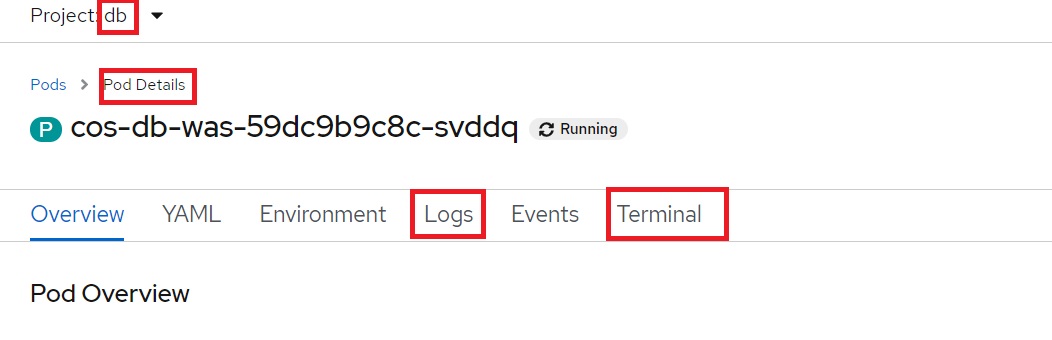 Project: db
Pods > Pod Details
P cos-db-was-59dc9b9c8c-svddq Running
Overview YAML Environment Logs Events Terminal
Pod Overview